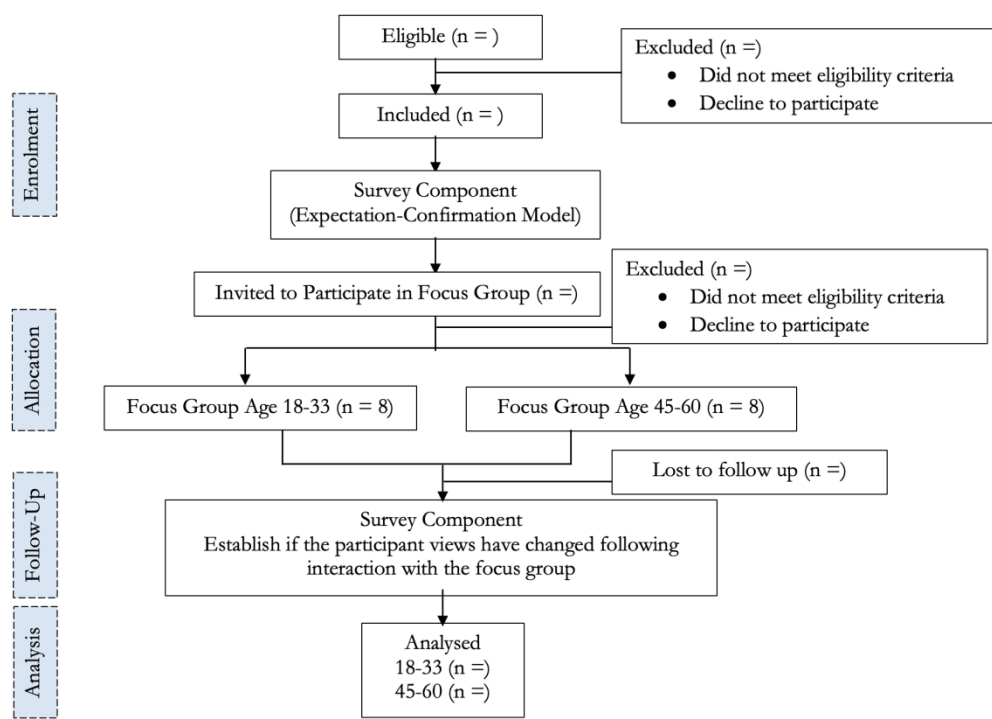 Eligible (n = )
Excluded (n =)
• Did not meet eligibility criteria
• Decline to participate
Enrolment
Included (n = )
Survey Component
(Expectation-Confirmation Model)
Excluded (n =)
• Did not meet eligibility criteria
• Decline to participate
Invited to Participate in Focus Group (n =)
Allocation
Focus Group Age 18-33 (n = 8)
Focus Group Age 45-60 (n = 8)
Lost to follow up (n =)
Follow-Up
Survey Component
Establish if the participant views have changed following
interaction with the focus group
Analysis
Analysed
18-33 (n =)
45-60 (n =)